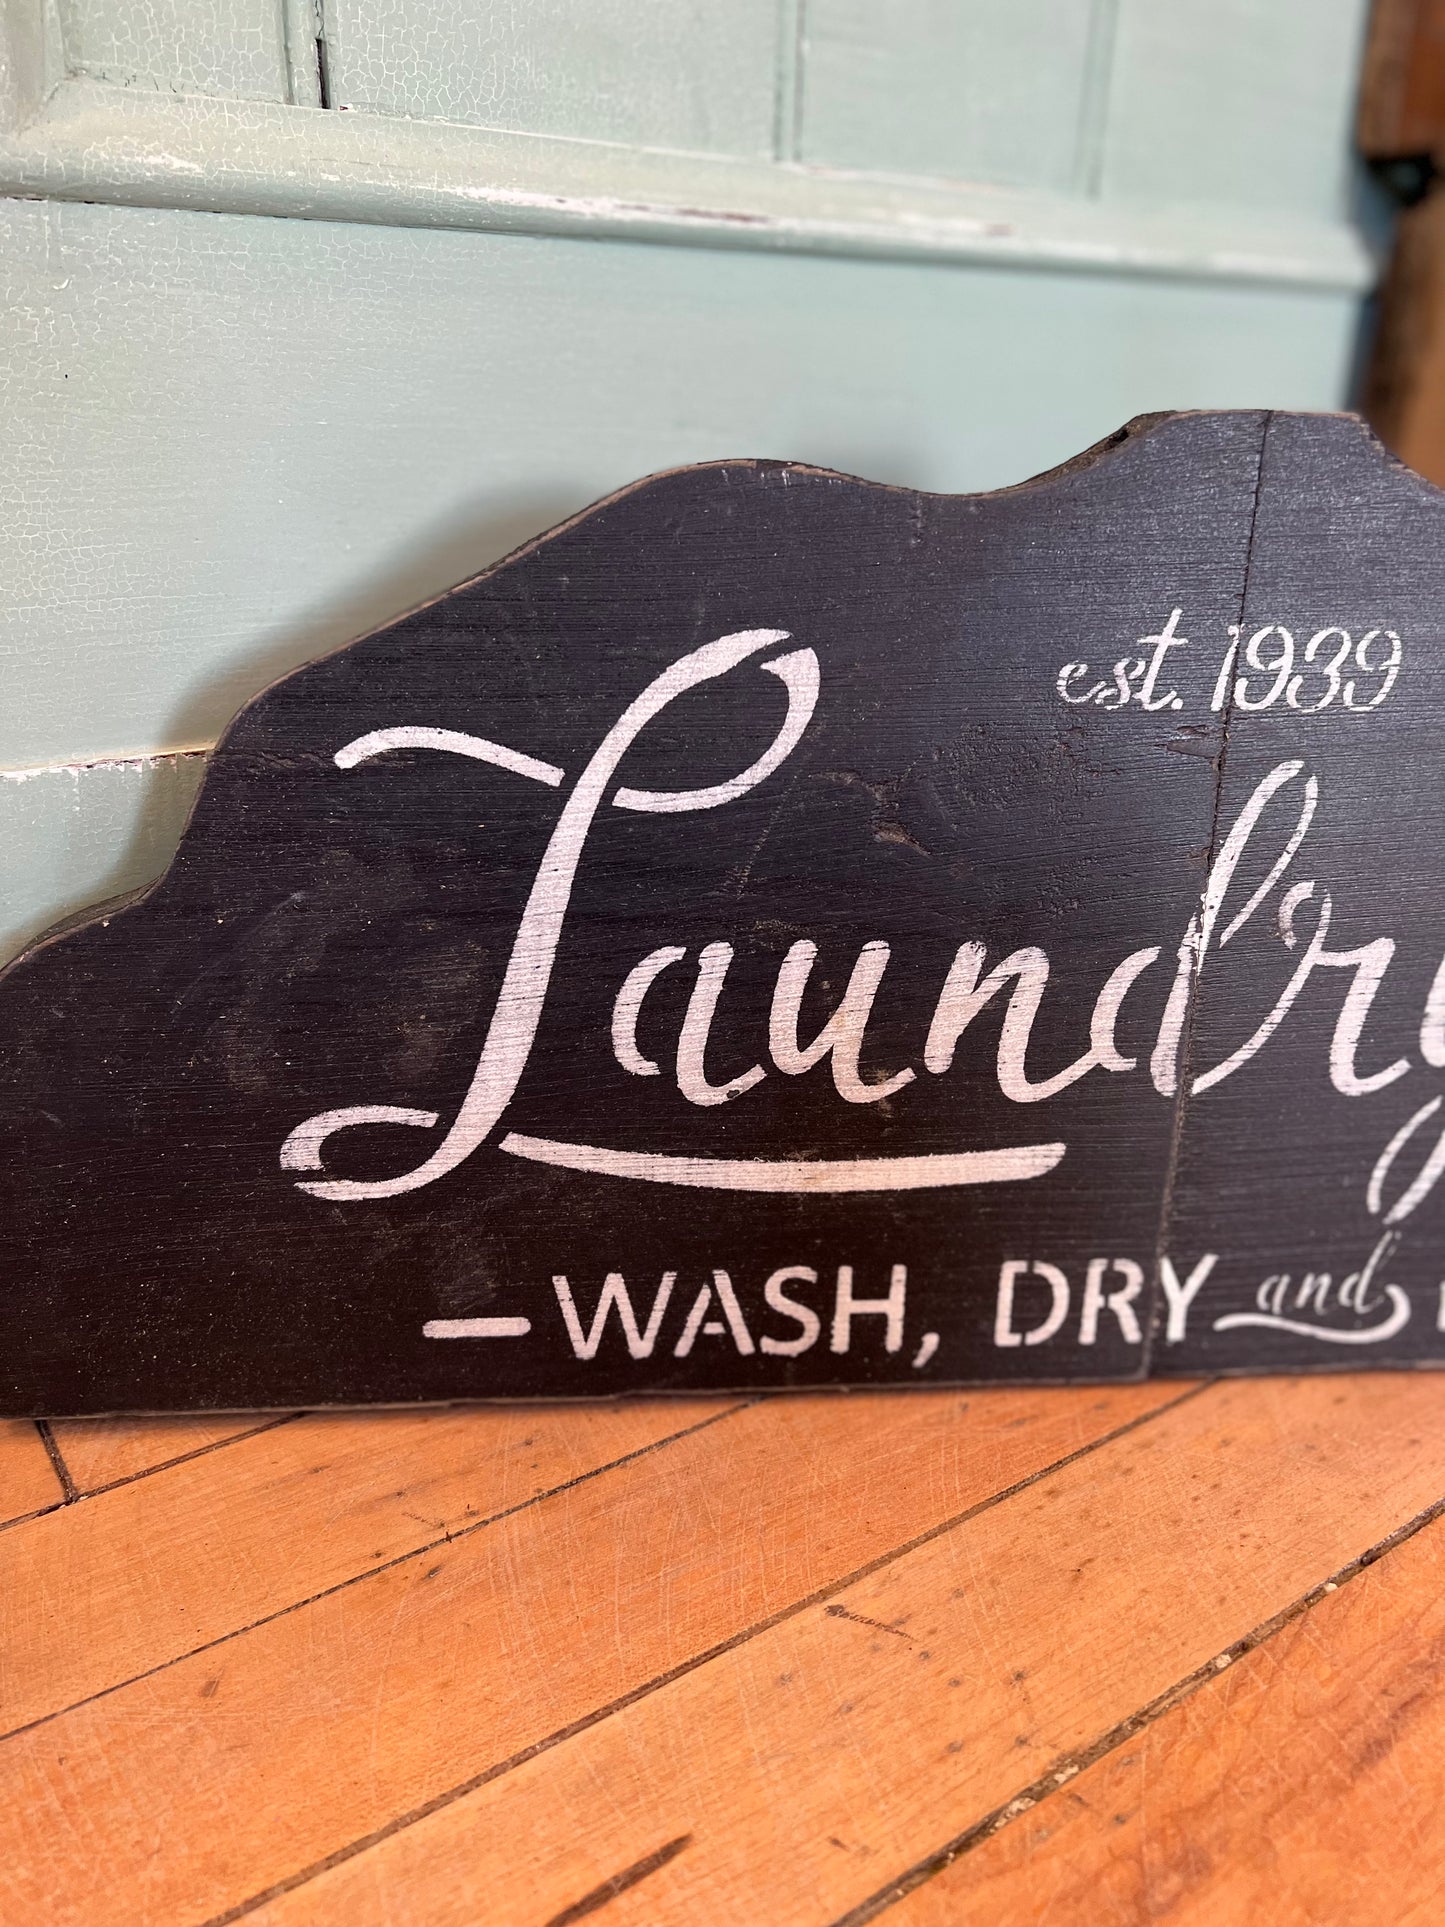 est. 1939
Laundry
- WASH, DRY and